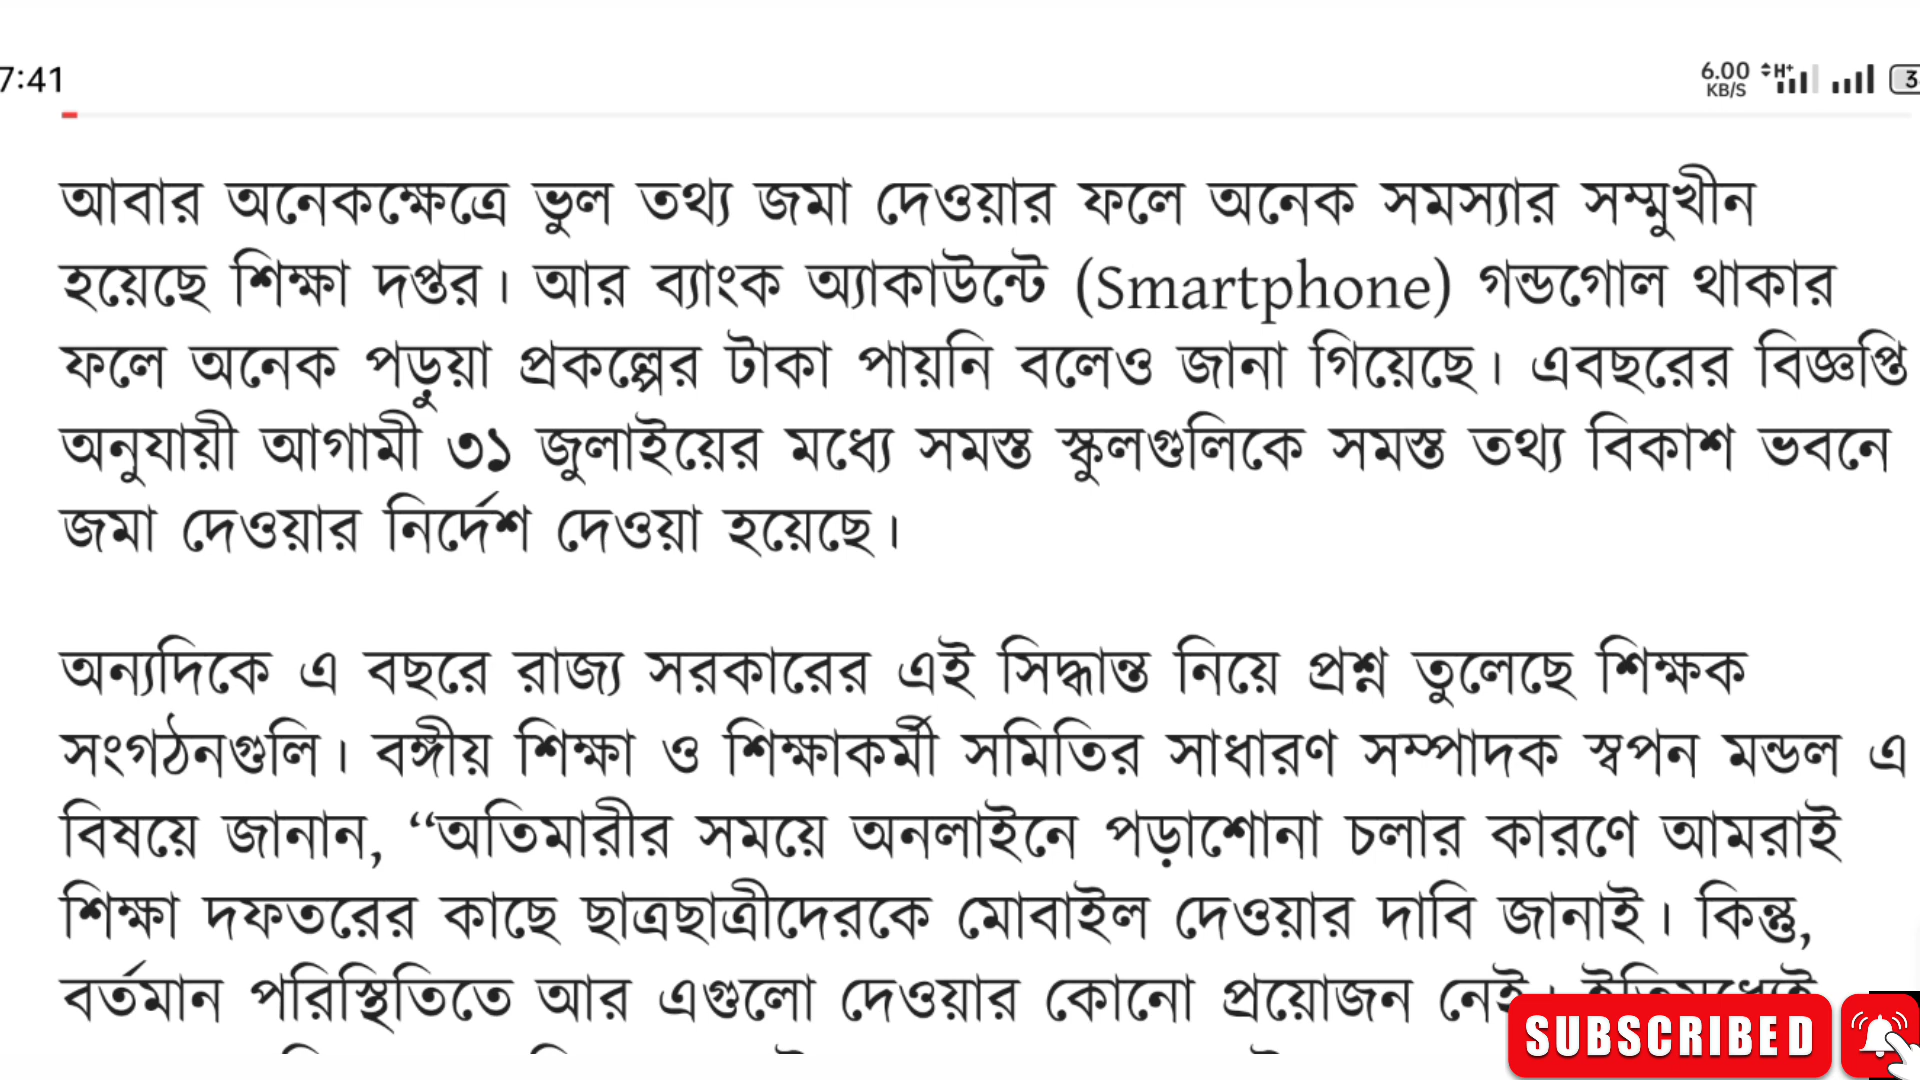 7:41
6.00
KB/S
H+
3
আবার অনেকক্ষেত্রে ভুল তথ্য জমা দেওয়ার ফলে অনেক সমস্যার সম্মুখীন
হয়েছে শিক্ষা দপ্তর। আর ব্যাংক অ্যাকাউন্টে (Smartphone) গন্ডগোল থাকার
ফলে অনেক পড়ুয়া প্রকল্পের টাকা পায়নি বলেও জানা গিয়েছে। এবছরের বিজ্ঞপ্তি
অনুযায়ী আগামী ৩১ জুলাইয়ের মধ্যে সমস্ত স্কুলগুলিকে সমস্ত তথ্য বিকাশ ভবনে
জমা দেওয়ার নির্দেশ দেওয়া হয়েছে।
অন্যদিকে এ বছরে রাজ্য সরকারের এই সিদ্ধান্ত নিয়ে প্রশ্ন তুলেছে শিক্ষক
সংগঠনগুলি। বঙ্গীয় শিক্ষা ও শিক্ষাকর্মী সমিতির সাধারণ সম্পাদক স্বপন মন্ডল এ
বিষয়ে জানান, “অতিমারীর সময়ে অনলাইনে পড়াশোনা চলার কারণে আমরাই
শিক্ষা দফতরের কাছে ছাত্রছাত্রীদেরকে মোবাইল দেওয়ার দাবি জানাই। কিন্তু,
বর্তমান পরিস্থিতিতে আর এগুলো দেওয়ার কোনো প্রয়োজন নেই। ইতিমধ্যেই
SUBSCRIBED